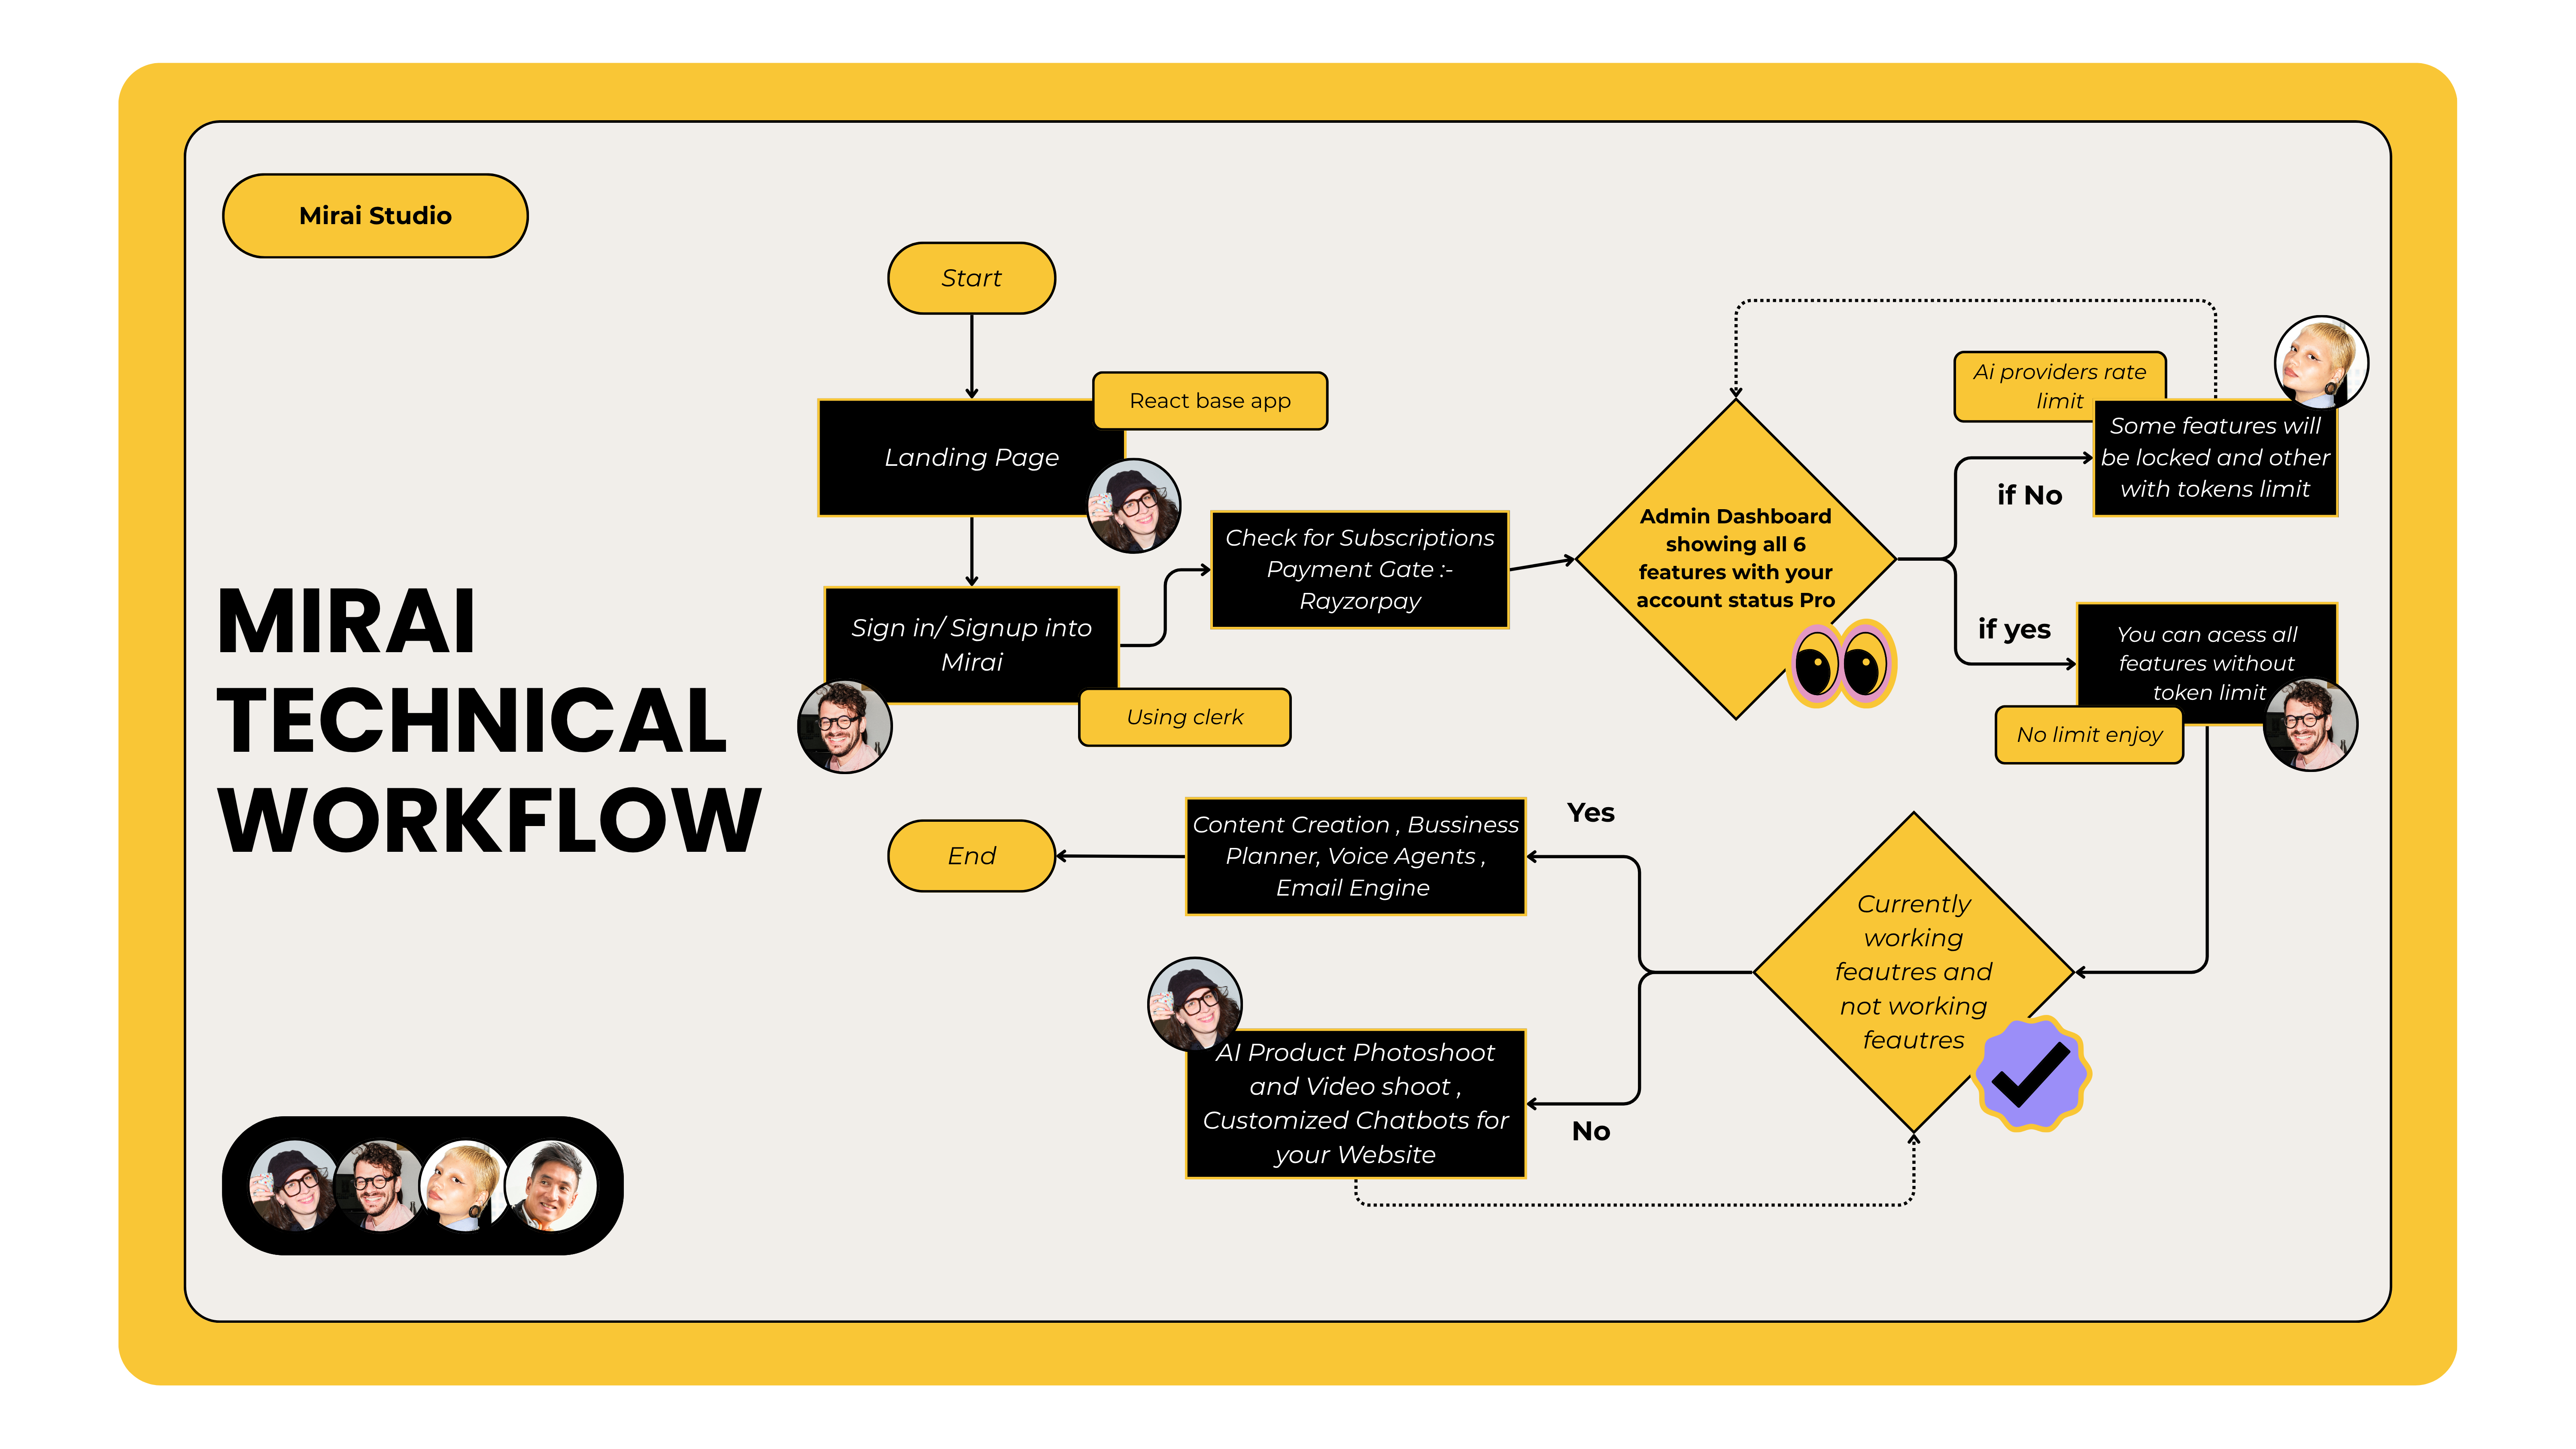 Mirai Studio
MIRAI
TECHNICAL
WORKFLOW
Start
React base app
Landing Page
Sign in/ Signup into
Mirai
Using clerk
Check for Subscriptions
Payment Gate :-
Rayzorpay
Admin Dashboard
showing all 6
features with your
account status Pro
Ai providers rate
limit
Some features will
be locked and other
with tokens limit
if No
if yes
You can acess all
features without
token limit
No limit enjoy
Currently
working
feautres and
not working
feautres
Yes
Content Creation , Bussiness
Planner, Voice Agents ,
Email Engine
End
No
AI Product Photoshoot
and Video shoot ,
Customized Chatbots for
your Website